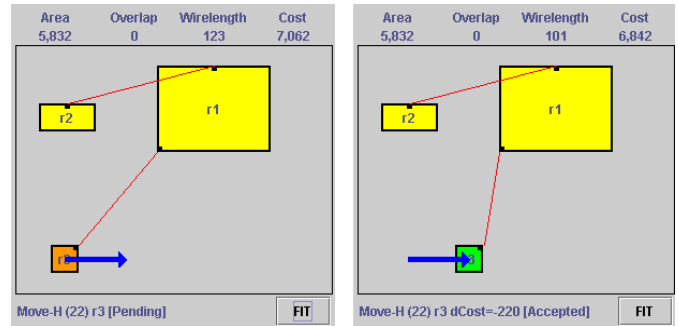 Area Overlap Wirelength Cost
5,832 0 123 7,062
r1
r2
r3
Move-H (22) r3 [Pending] FIT
Area Overlap Wirelength Cost
5,832 0 101 6,842
r1
r2
Move-H (22) r3 dCost=-220 [Accepted] FIT